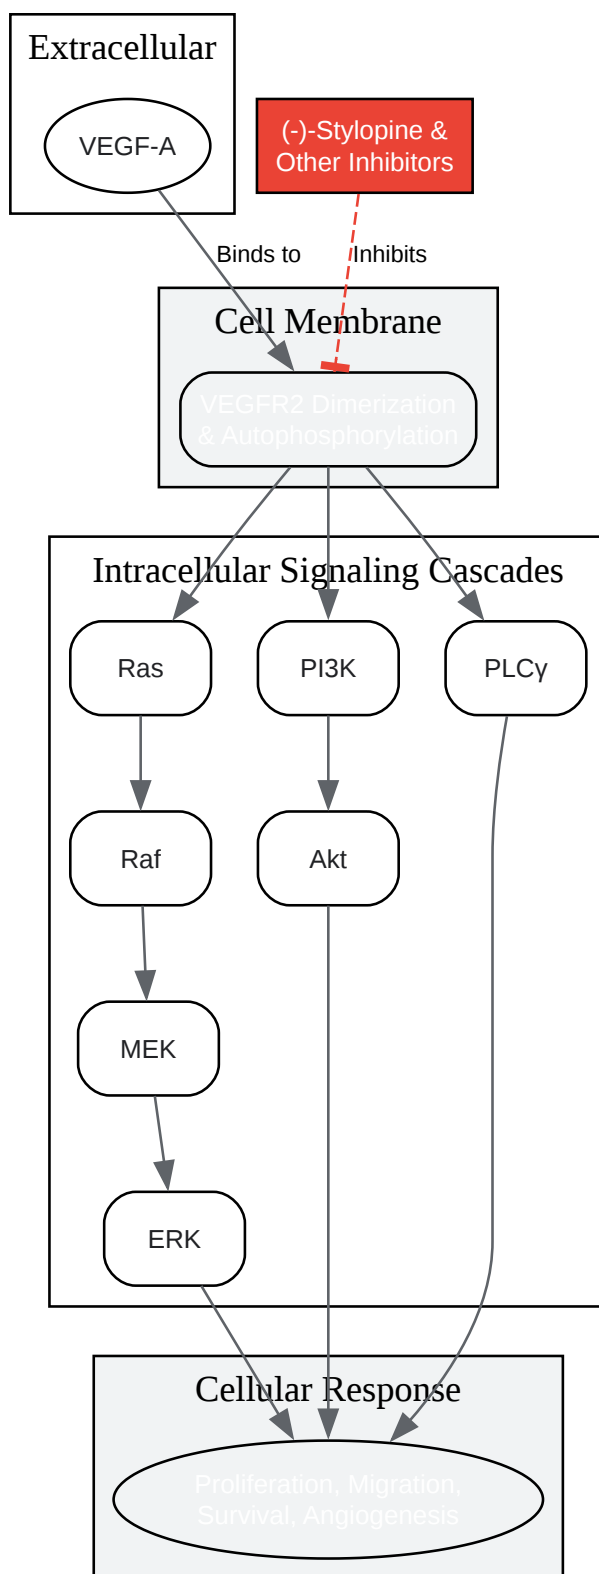 Extracellular
VEGF-A
(-)-Stylopine &
Other Inhibitors
Binds to
Inhibits
Cell Membrane
VEGFR2 Dimerization
& Autophosphorylation
Intracellular Signaling Cascades
Ras
PI3K
PLCγ
Raf
Akt
MEK
ERK
Cellular Response
Proliferation, Migration,
Survival, Angiogenesis